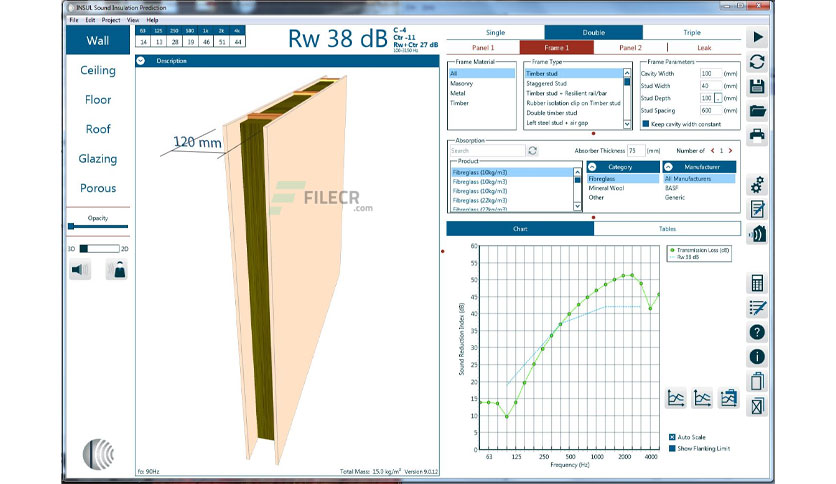 INSUL Sound Insulation Prediction
File Edit Project View Help
Wall
Ceiling
Floor
Roof
Glazing
Porous
Opacity
3D 2D
63 125 250 500 1k 2k 4k
14 11 28 19 46 51 44
Rw 38 dB
C -4
Ctr -11
Rw+Ctr 27 dB
Description
120 mm
FILECR
.com
fo: 90Hz
Total Mass: 15.0 kg/m² Version 9.0.12
Single Double Triple
Panel 1 Frame 1 Panel 2 Leak
Frame Material
All
Masonry
Metal
Timber
Frame Type
Timber stud
Staggered Stud
Timber stud + Resilient rail/bar
Rubber isolation clip on Timber stud
Double timber stud
Left steel stud + air gap
Frame Parameters
Cavity Width 100 (mm)
Stud Width 40 (mm)
Stud Depth 100 (mm)
Stud Spacing 600 (mm)
Keep cavity width constant
Absorption
Search
Absorber Thickness 75 (mm) Number of < 1 >
Product
Fibreglass (10kg/m3)
Fibreglass (10kg/m3)
Fibreglass (10kg/m3)
Fibreglass (22kg/m3)
Fibreglass (22kg/m3)
Category
Fibreglass
Mineral Wool
Other
Manufacturer
All Manufacturers
BASF
Generic
Chart Tables
Sound Reduction Index (dB)
60
55
50
45
40
35
30
25
20
15
10
5
0
63 125 250 500 1000 2000 4000
Frequency (Hz)
Transmission Loss (dB)
Rw 38 dB
Auto Scale
Show Flanking Limit